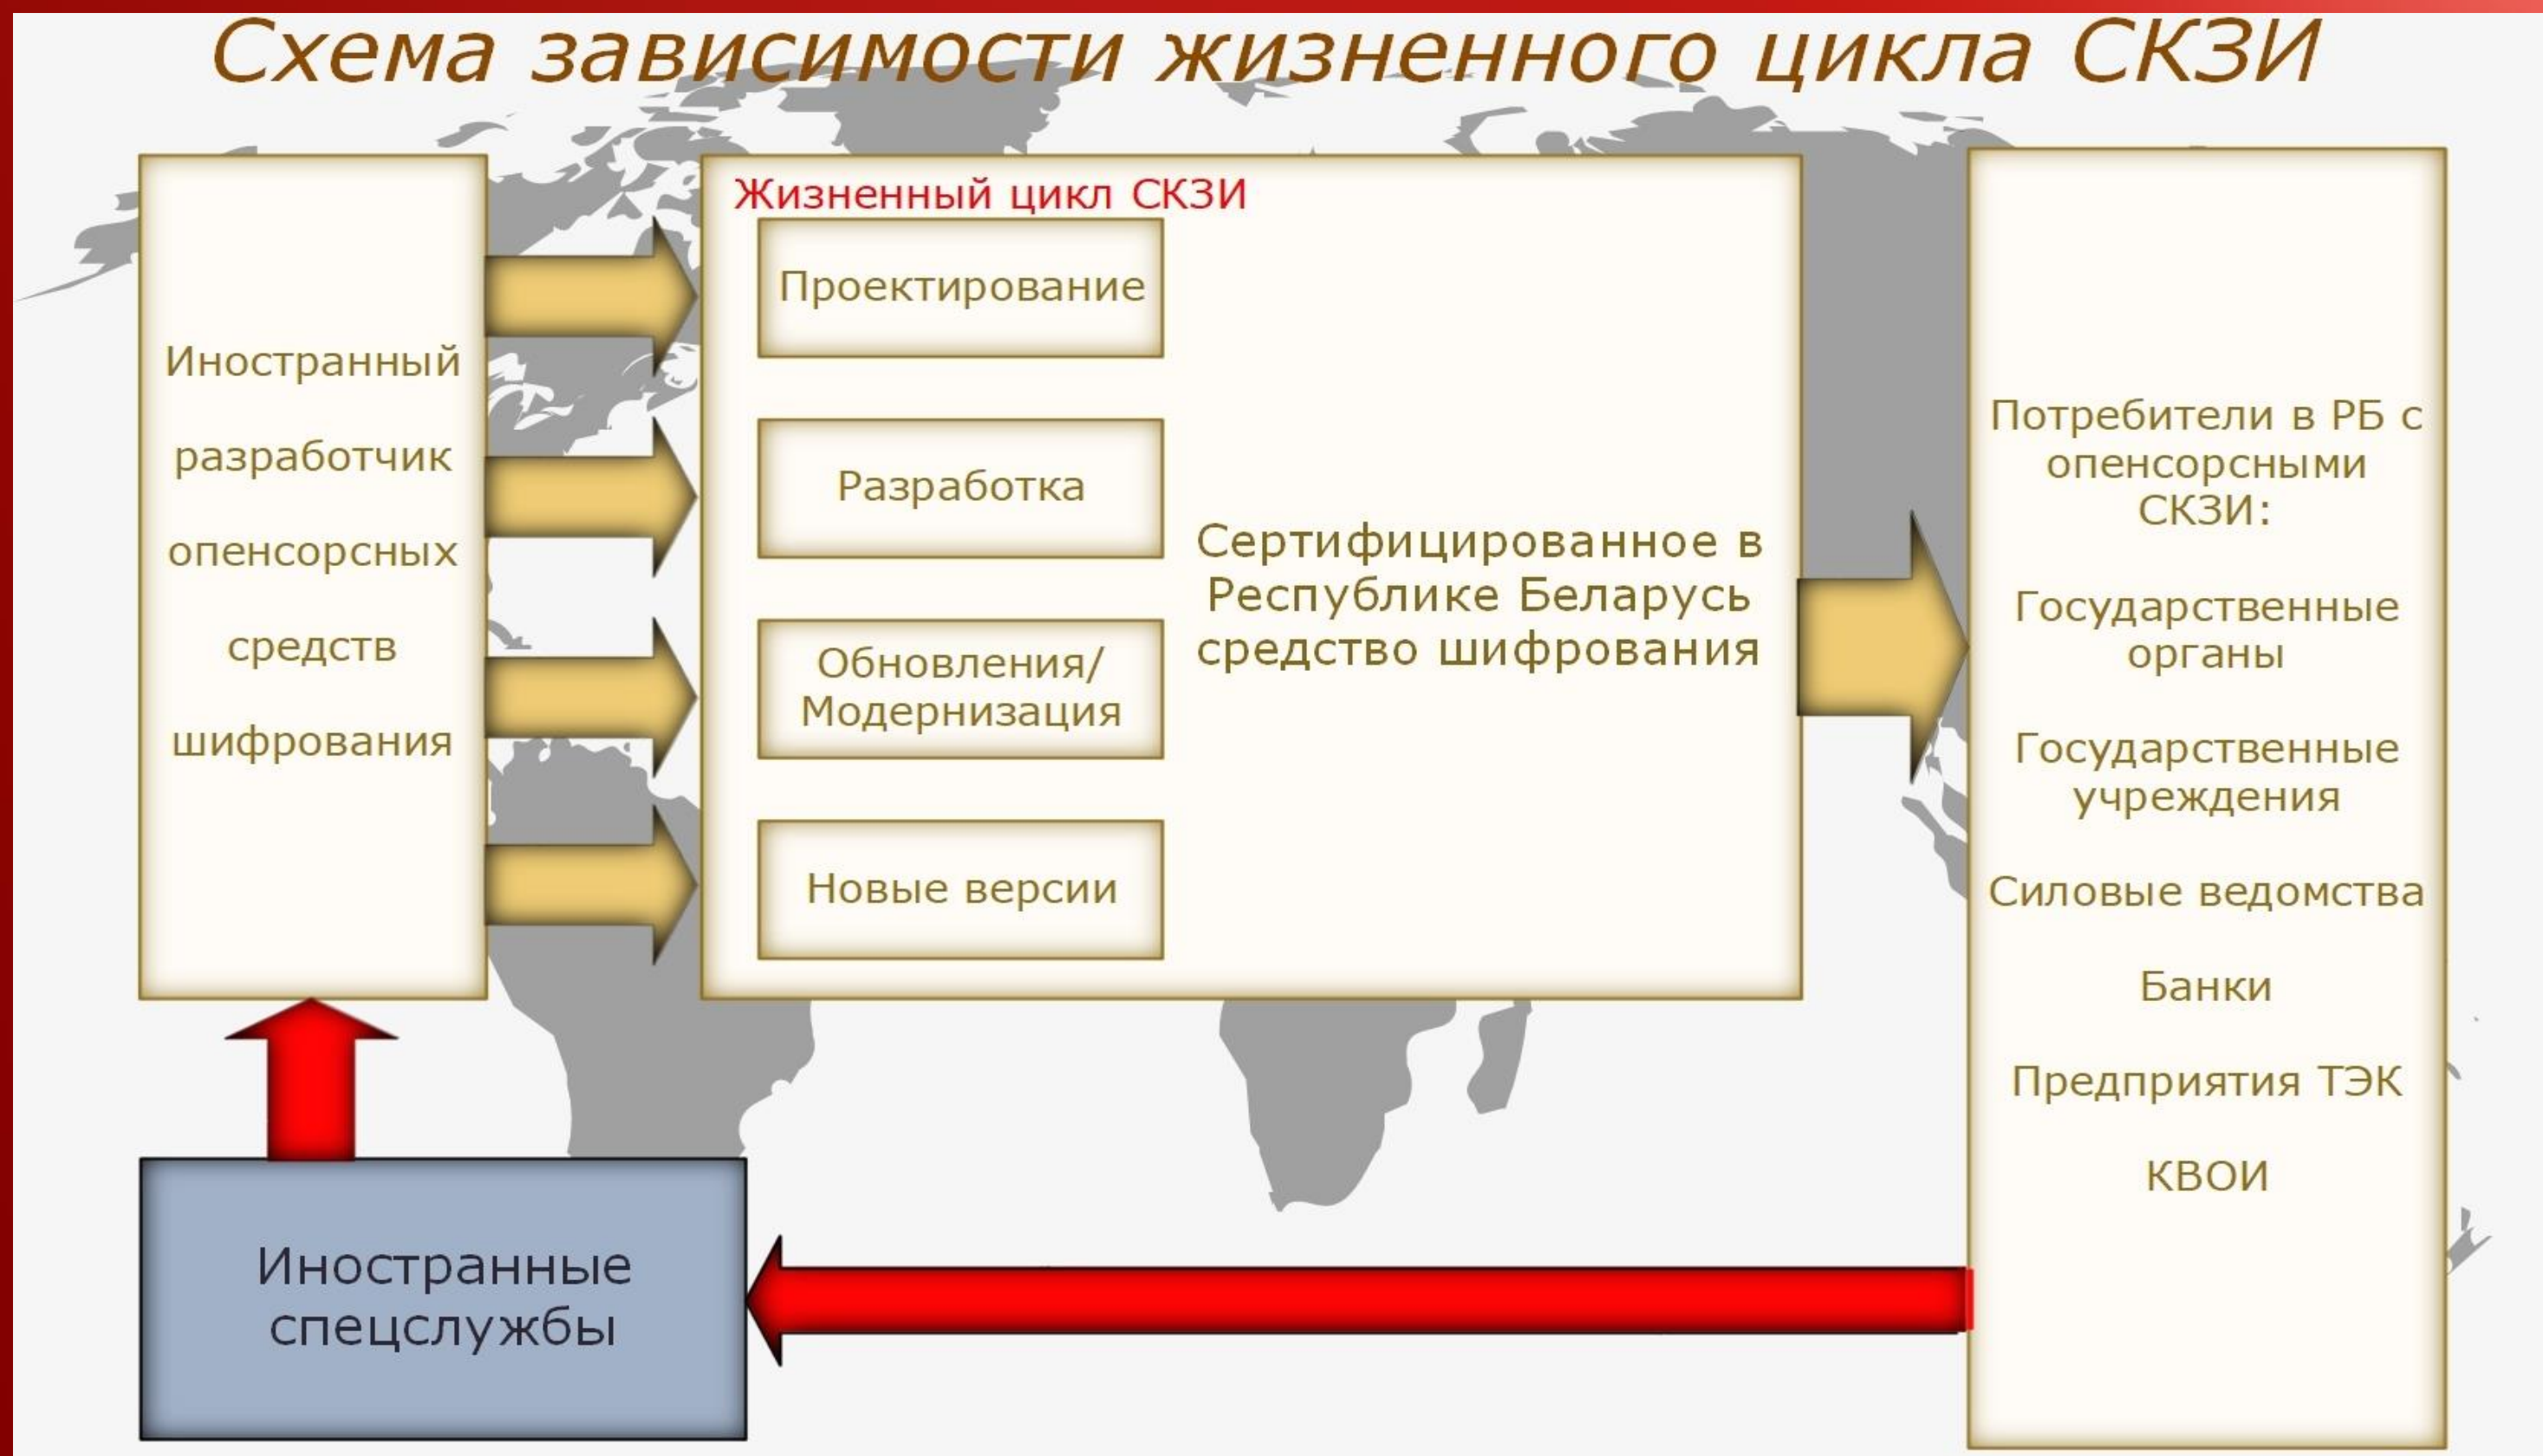 Схема зависимости жизненного цикла СКЗИ
Иностранный
разработчик
опенсорсных
средств
шифрования
Жизненный цикл СКЗИ
Проектирование
Разработка
Обновления/
Модернизация
Новые версии
Сертифицированное в
Республике Беларусь
средство шифрования
Потребители в РБ с
опенсорсными
СКЗИ:
Государственные
органы
Государственные
учреждения
Силовые ведомства
Банки
Предприятия ТЭК
КВОИ
Иностранные
спецслужбы